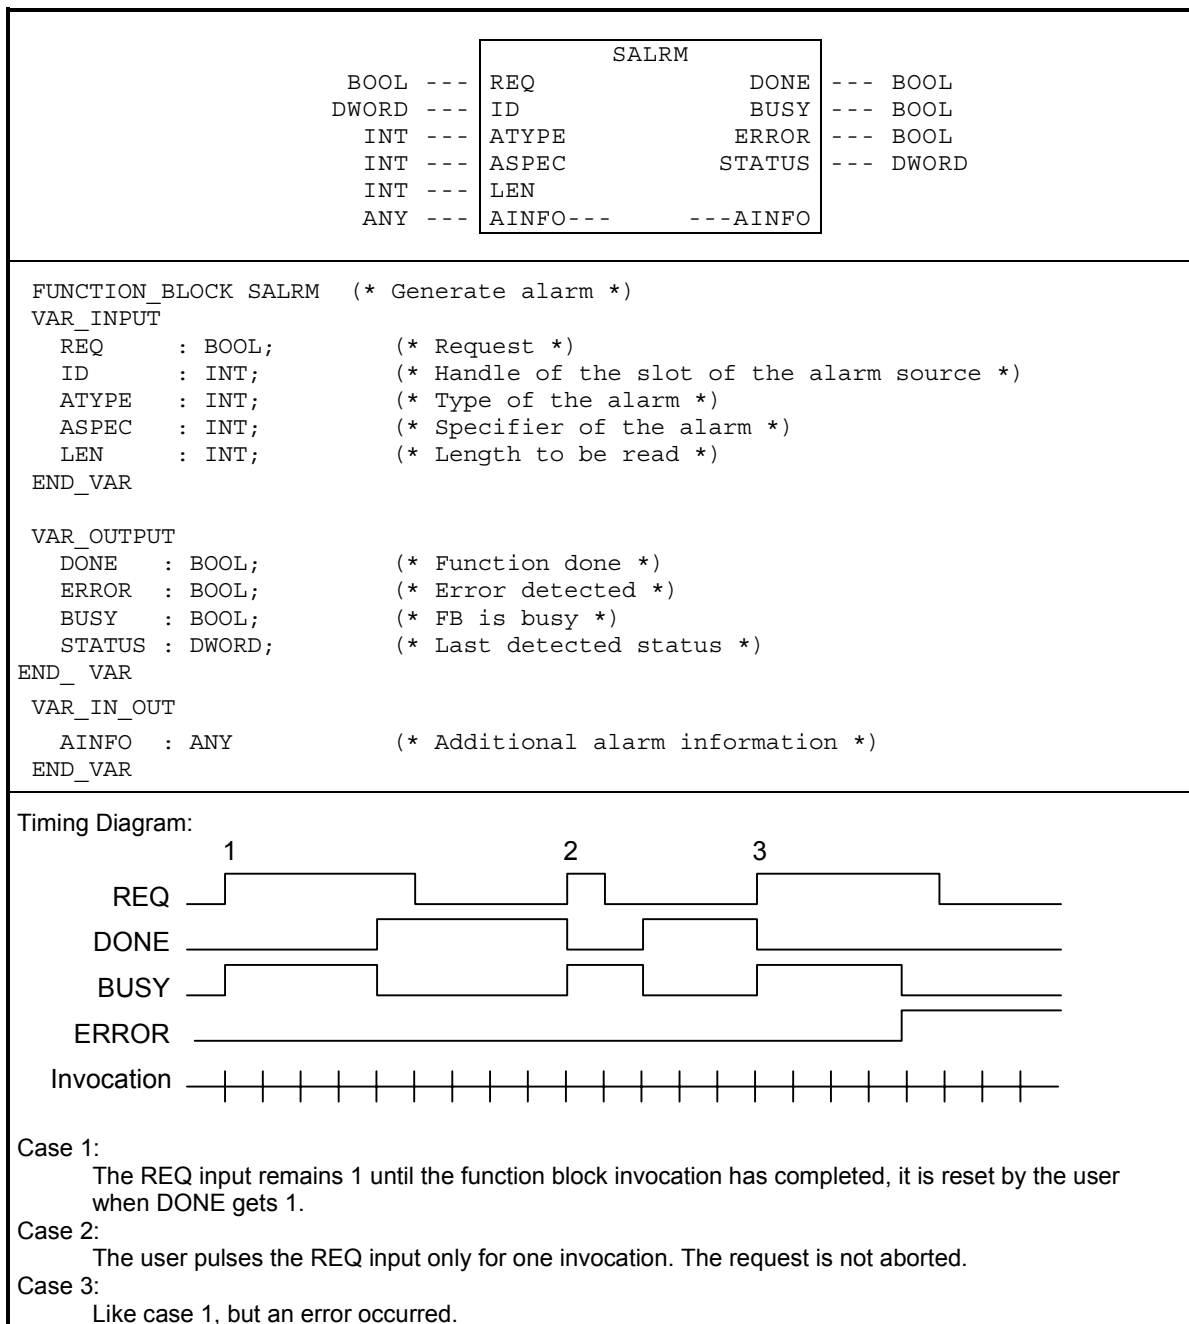 SALRM
BOOL --- REQ DONE --- BOOL
DWORD --- ID BUSY --- BOOL
INT --- ATYPE ERROR --- BOOL
INT --- ASPEC STATUS --- DWORD
INT --- LEN
ANY --- AINFO--- ---AINFO
FUNCTION_BLOCK SALRM (* Generate alarm *)
VAR_INPUT
REQ : BOOL; (* Request *)
ID : INT; (* Handle of the slot of the alarm source *)
ATYPE : INT; (* Type of the alarm *)
ASPEC : INT; (* Specifier of the alarm *)
LEN : INT; (* Length to be read *)
END_VAR
VAR_OUTPUT
DONE : BOOL; (* Function done *)
ERROR : BOOL; (* Error detected *)
BUSY : BOOL; (* FB is busy *)
STATUS : DWORD; (* Last detected status *)
END_ VAR
VAR_IN_OUT
AINFO : ANY (* Additional alarm information *)
END_VAR
Timing Diagram:
1 2 3
REQ
DONE
BUSY
ERROR
Invocation
Case 1:
The REQ input remains 1 until the function block invocation has completed, it is reset by the user
when DONE gets 1.
Case 2:
The user pulses the REQ input only for one invocation. The request is not aborted.
Case 3:
Like case 1, but an error occurred.